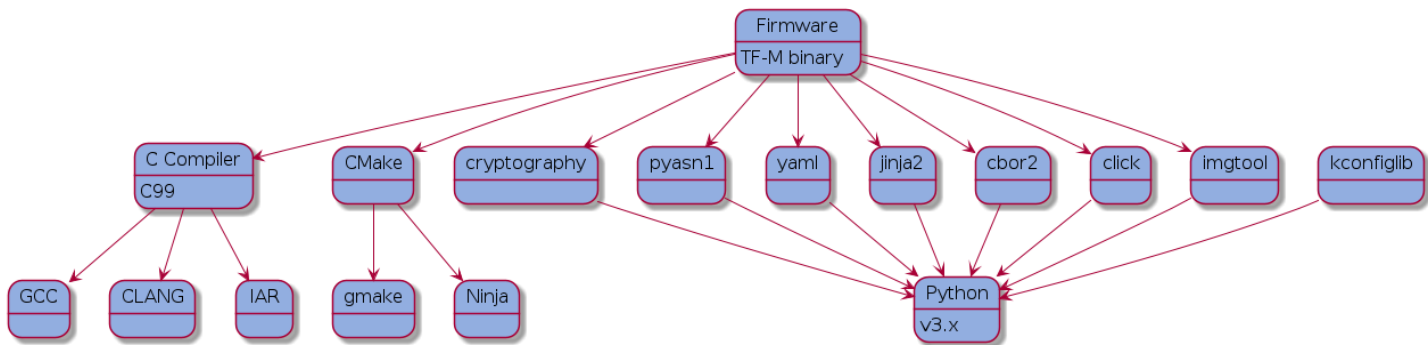 Firmware
TF-M binary
C Compiler
C99
CMake
cryptography
pyasn1
yaml
jinja2
cbor2
click
imgtool
kconfiglib
GCC
CLANG
IAR
gmake
Ninja
Python
v3.x